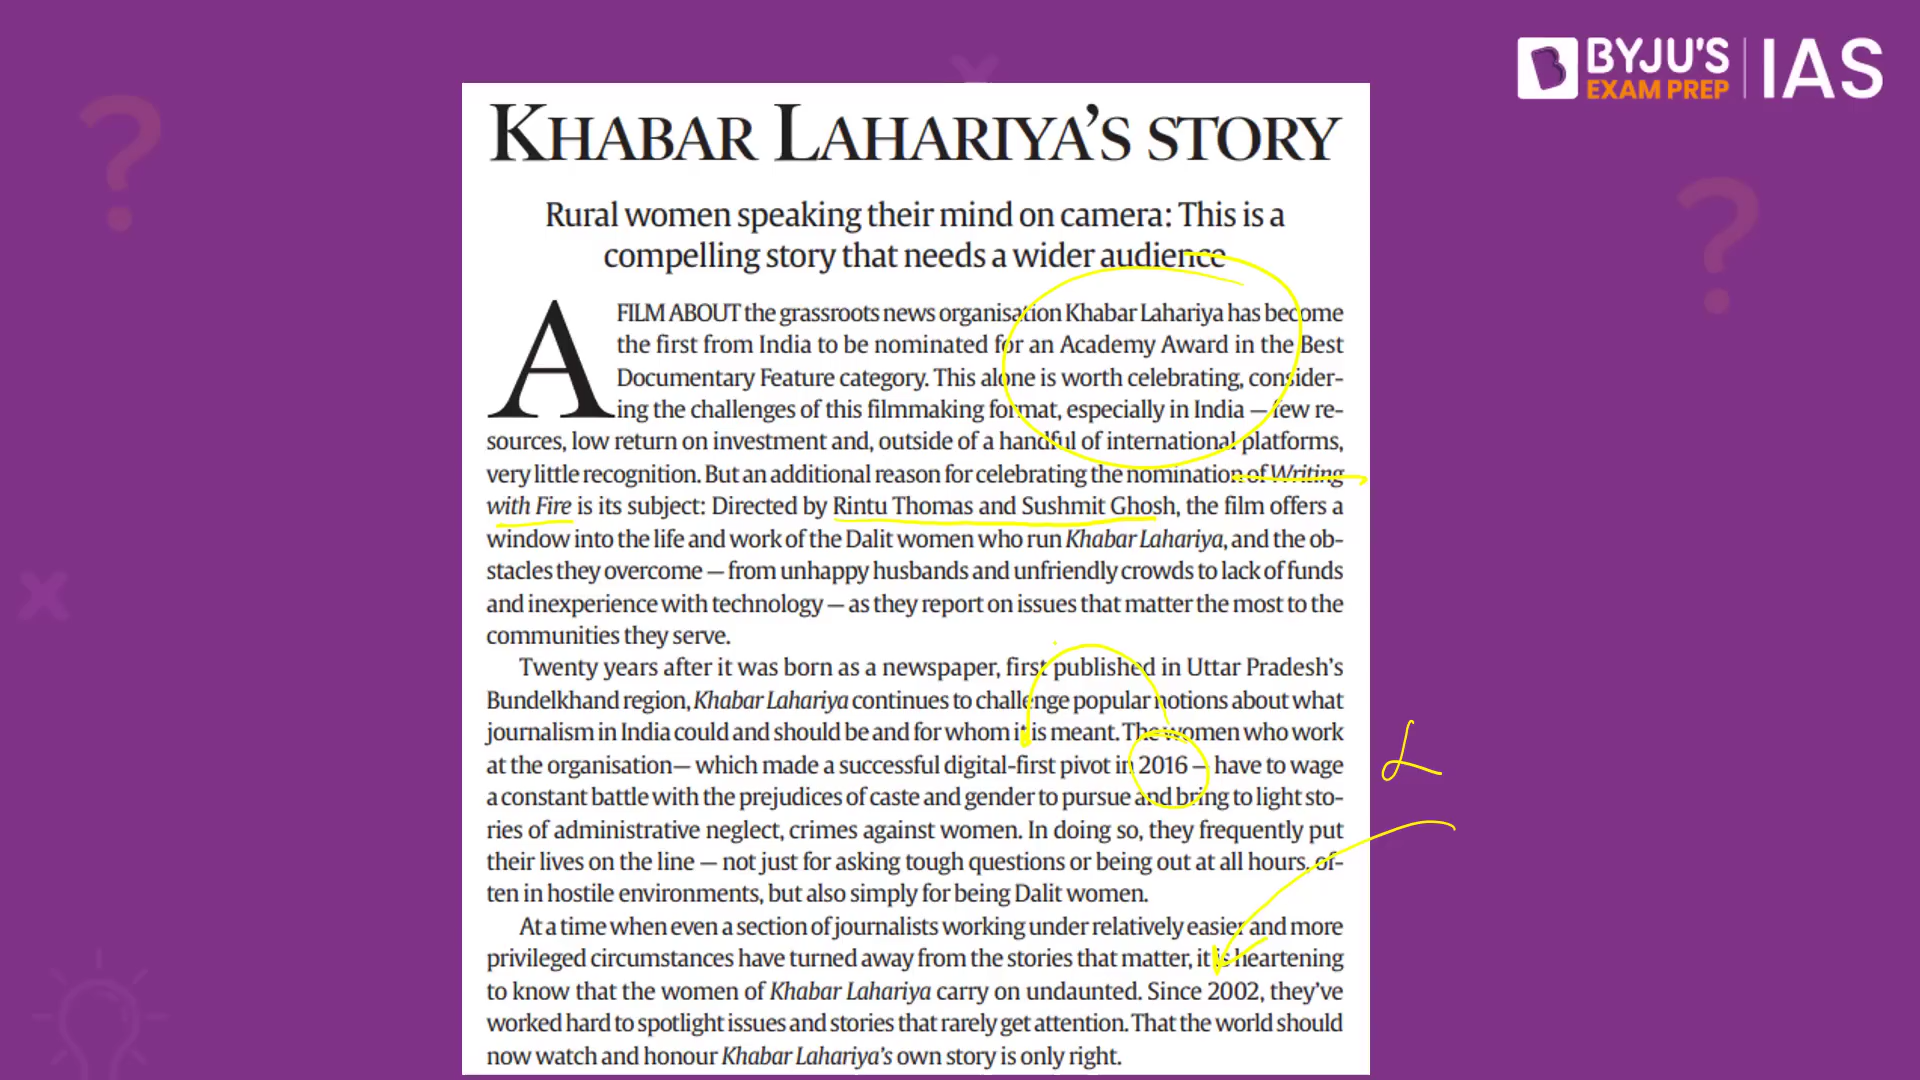 BYJU'S
EXAM PREP
IAS
KHABAR LAHARIYA'S STORY
Rural women speaking their mind on camera: This is a
compelling story that needs a wider audience
A FILM ABOUT the grassroots news organisation Khabar Lahariya has become
the first from India to be nominated for an Academy Award in the Best
Documentary Feature category. This alone is worth celebrating, consider-
ing the challenges of this filmmaking format, especially in India — few re-
sources, low return on investment and, outside of a handful of international platforms,
very little recognition. But an additional reason for celebrating the nomination of Writing
with Fire is its subject: Directed by Rintu Thomas and Sushmit Ghosh, the film offers a
window into the life and work of the Dalit women who run Khabar Lahariya, and the ob-
stacles they overcome — from unhappy husbands and unfriendly crowds to lack of funds
and inexperience with technology — as they report on issues that matter the most to the
communities they serve.
Twenty years after it was born as a newspaper, first published in Uttar Pradesh's
Bundelkhand region, Khabar Lahariya continues to challenge popular notions about what
journalism in India could and should be and for whom it is meant. The women who work
at the organisation— which made a successful digital-first pivot in 2016 — have to wage
a constant battle with the prejudices of caste and gender to pursue and bring to light sto-
ries of administrative neglect, crimes against women. In doing so, they frequently put
their lives on the line — not just for asking tough questions or being out at all hours, of-
ten in hostile environments, but also simply for being Dalit women.
At a time when even a section of journalists working under relatively easier and more
privileged circumstances have turned away from the stories that matter, it is heartening
to know that the women of Khabar Lahariya carry on undaunted. Since 2002, they've
worked hard to spotlight issues and stories that rarely get attention. That the world should
now watch and honour Khabar Lahariya's own story is only right.